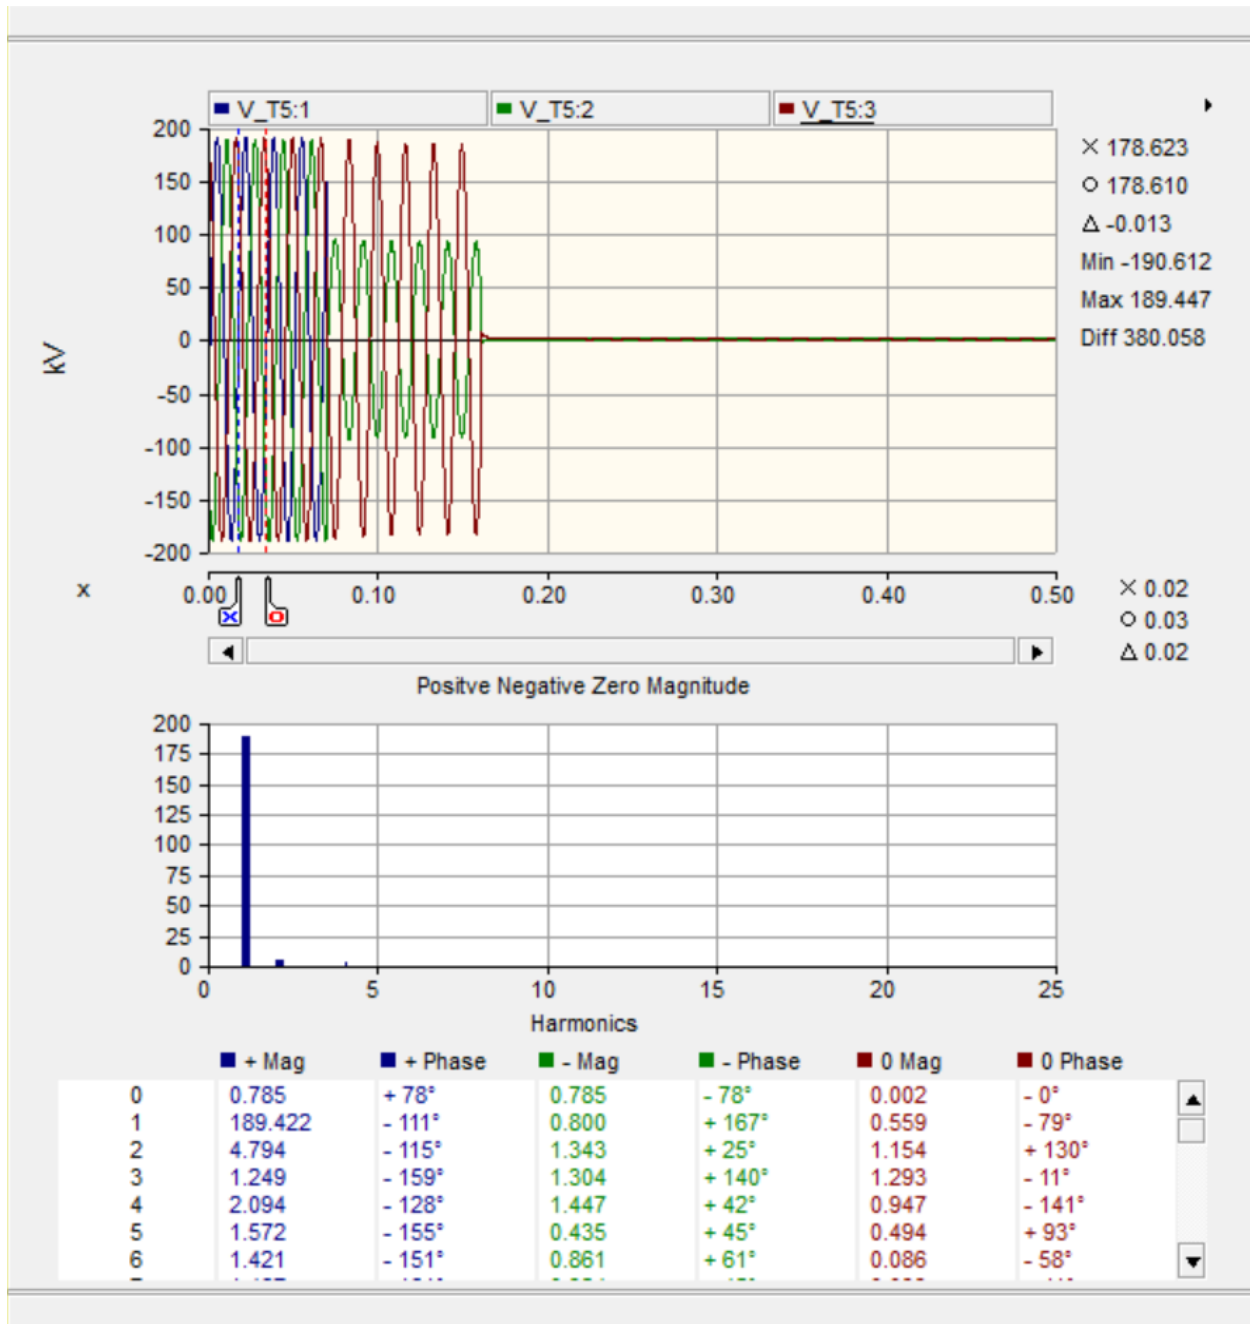 V_T5:1 V_T5:2 V_T5:3
200
150
100
50
0
-50
-100
-150
-200
kV
× 178.623
O 178.610
Δ -0.013
Min -190.612
Max 189.447
Diff 380.058
x 0.00 0.10 0.20 0.30 0.40 0.50
X O
× 0.02
O 0.03
Δ 0.02
Positve Negative Zero Magnitude
200
175
150
125
100
75
50
25
0
0 5 10 15 20 25
Harmonics
+ Mag + Phase - Mag - Phase 0 Mag 0 Phase
0 0.785 + 78° 0.785 - 78° 0.002 - 0°
1 189.422 - 111° 0.800 + 167° 0.559 - 79°
2 4.794 - 115° 1.343 + 25° 1.154 + 130°
3 1.249 - 159° 1.304 + 140° 1.293 - 11°
4 2.094 - 128° 1.447 + 42° 0.947 - 141°
5 1.572 - 155° 0.435 + 45° 0.494 + 93°
6 1.421 - 151° 0.861 + 61° 0.086 - 58°